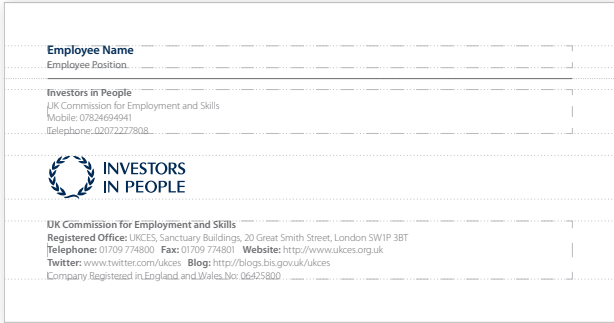 Employee Name
Employee Position
Investors in People
UK Commission for Employment and Skills
Mobile: 07824694941
Telephone: 02072277808
INVESTORS
IN PEOPLE
UK Commission for Employment and Skills
Registered Office: UKCES, Sanctuary Buildings, 20 Great Smith Street, London SW1P 3BT
Telephone: 01709 774800 Fax: 01709 774801 Website: http://www.ukces.org.uk
Twitter: www.twitter.com/ukces Blog: http://blogs.bis.gov.uk/ukces
Company Registered in England and Wales No: 06425800